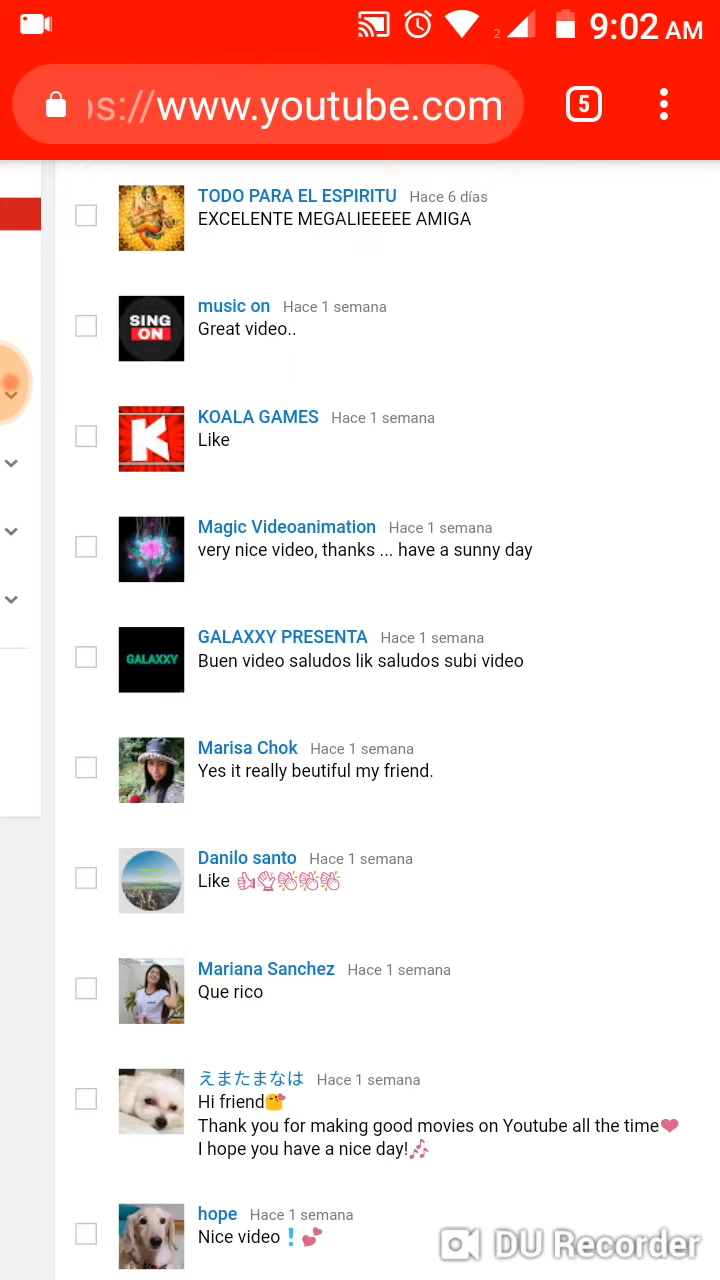 2
9:02 AM
ps://www.youtube.com
5
TODO PARA EL ESPIRITU Hace 6 días
EXCELENTE MEGALIEEEEE AMIGA
SING
ON
music on Hace 1 semana
Great video..
K
KOALA GAMES Hace 1 semana
Like
Magic Videoanimation Hace 1 semana
very nice video, thanks ... have a sunny day
GALAXXY
GALAXXY PRESENTA Hace 1 semana
Buen video saludos lik saludos subi video
Marisa Chok Hace 1 semana
Yes it really beutiful my friend.
Danilo santo Hace 1 semana
Like 👍👏👏👏👏
Mariana Sanchez Hace 1 semana
Que rico
えまたまなは Hace 1 semana
Hi friend😘
Thank you for making good movies on Youtube all the time❤
I hope you have a nice day!🎶
hope Hace 1 semana
Nice video❗💕
DU Recorder